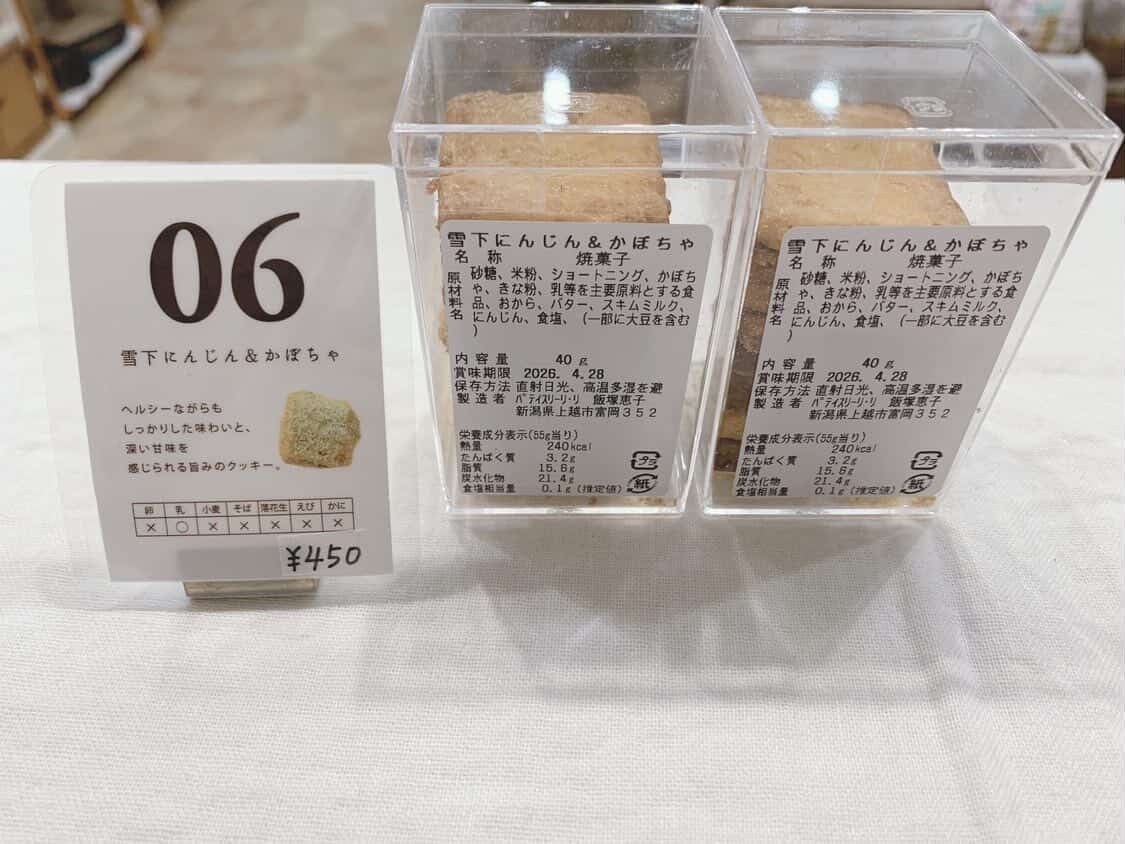 06
雪下にんじん&かぼちゃ
ヘルシーながらも
しっかりした味わいと、
深い甘味を
感じられる旨みのクッキー。
卵 乳 小麦 そば 落花生 えび かに
× ○ × × × × ×
¥450
雪下にんじん&かぼちゃ
名称 焼菓子
原材料名 砂糖、米粉、ショートニング、かぼち
ゃ、きな粉、乳等を主要原料とする食
品、おから、バター、スキムミルク、
にんじん、食塩、(一部に大豆を含む
)
内容量 40g
賞味期限 2026. 4.28
保存方法 直射日光、高温多湿を避
製造者 パテイスリーリ・リ 飯塚恵子
新潟県上越市富岡352
栄養成分表示(55g当り)
熱量 240kcal
たんぱく質 3.2g
脂質 15.6g
炭水化物 21.4g
食塩相当量 0.1g(推定値)
プラ
紙
雪下にんじん&かぼちゃ
名称 焼菓子
原材料名 砂糖、米粉、ショートニング、かぼち
ゃ、きな粉、乳等を主要原料とする食
品、おから、バター、スキムミルク、
にんじん、食塩、(一部に大豆を含む
)
内容量 40g
賞味期限 2026. 4.28
保存方法 直射日光、高温多湿を避
製造者 パテイスリーリ・リ 飯塚恵子
新潟県上越市富岡352
栄養成分表示(55g当り)
熱量 240kcal
たんぱく質 3.2g
脂質 15.6g
炭水化物 21.4g
食塩相当量 0.1g(推定値)
プラ
紙